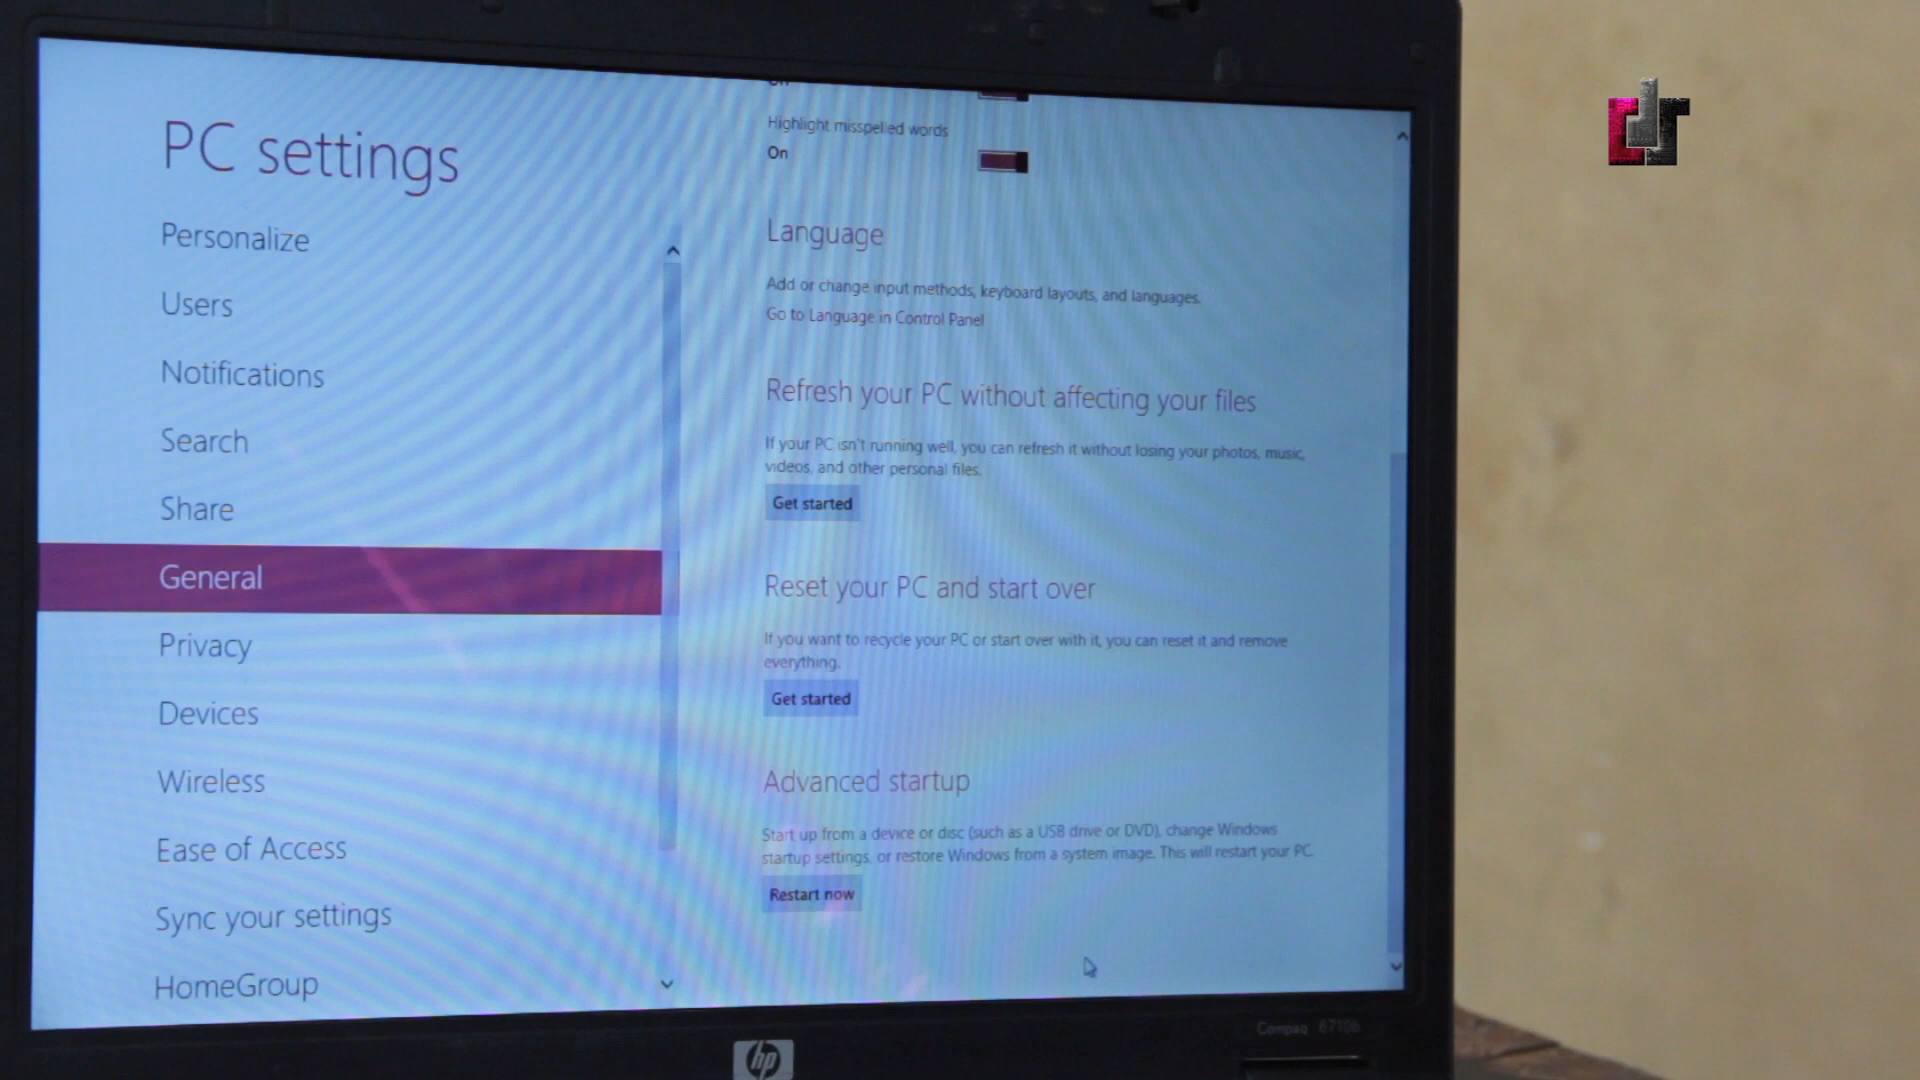 PC settings
Personalize
Users
Notifications
Search
Share
General
Privacy
Devices
Wireless
Ease of Access
Sync your settings
HomeGroup
Highlight misspelled words
On
Language
Add or change input methods, keyboard layouts, and languages.
Go to Language in Control Panel
Refresh your PC without affecting your files
If your PC isn't running well, you can refresh it without losing your photos, music,
videos, and other personal files.
Get started
Reset your PC and start over
If you want to recycle your PC or start over with it, you can reset it and remove
everything.
Get started
Advanced startup
Start up from a device or disc (such as a USB drive or DVD), change Windows
startup settings, or restore Windows from a system image. This will restart your PC.
Restart now
Compaq 6710b
hp